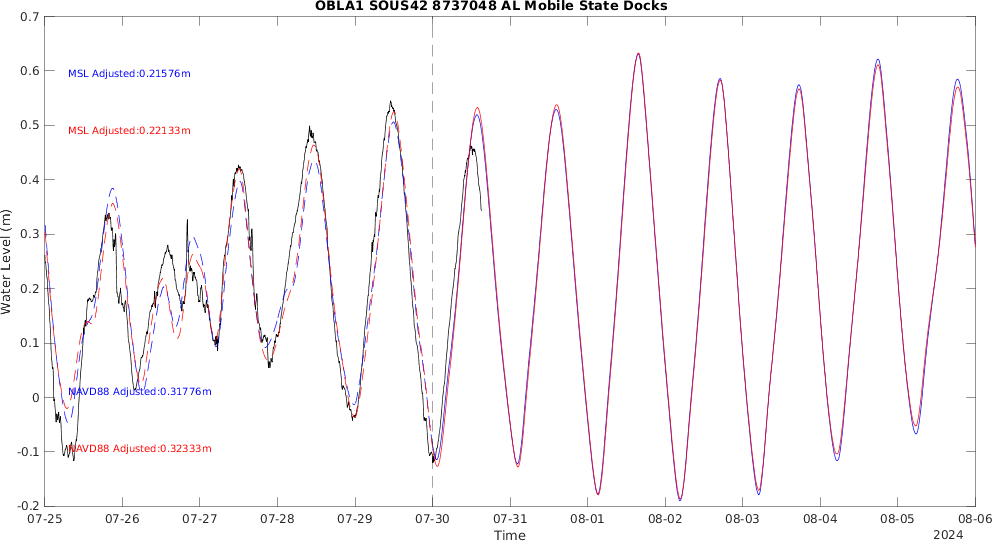 OBLA1 SOUS42 8737048 AL Mobile State Docks
0.7
0.6
0.5
0.4
0.3
0.2
0.1
0
-0.1
-0.2
Water Level (m)
MSL Adjusted:0.21576m
MSL Adjusted:0.22133m
NAVD88 Adjusted:0.31776m
NAVD88 Adjusted:0.32333m
07-25 07-26 07-27 07-28 07-29 07-30 07-31 08-01 08-02 08-03 08-04 08-05 08-06
Time
2024